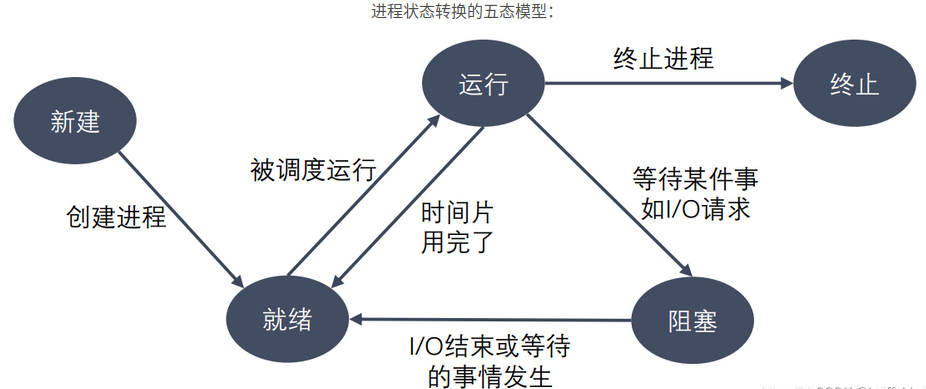 进程状态转换的五态模型：
终止进程
运行
终止
新建
被调度运行
等待某件事
如I/O请求
创建进程
时间片
用完了
就绪
阻塞
I/O结束或等待
的事情发生